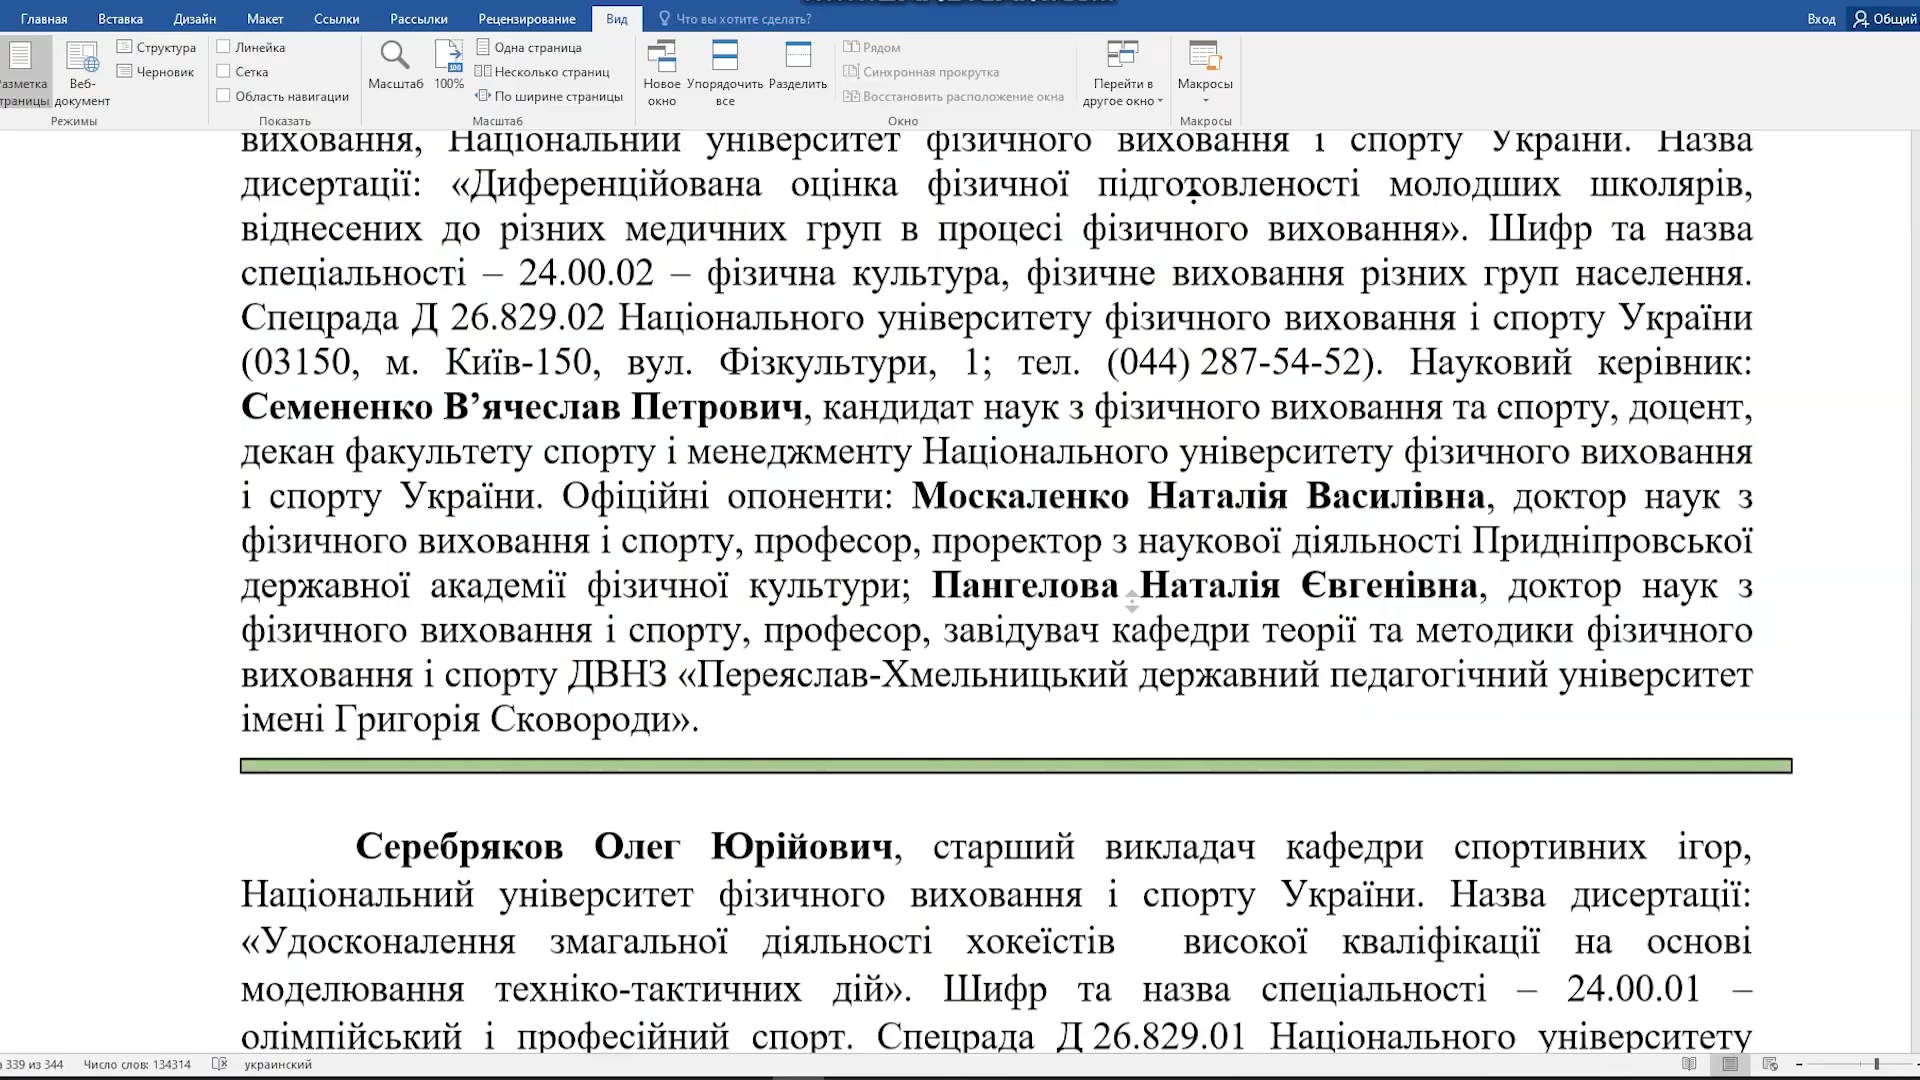 Главная Вставка Дизайн Макет Ссылки Рассылки Рецензирование Вид Что вы хотите сделать? Вход Общий
Структура Линейка Одна страница Рядом
Черновик Сетка Несколько страниц Синхронная прокрутка
Веб-документ Область навигации Масштаб 100% По ширине страницы Новое окно Упорядочить все Разделить Восстановить расположение окна Перейти в другое окно Макросы
Режимы Показать Масштаб Окно Макросы
виховання, Національний університет фізичного виховання і спорту України. Назва
дисертації: «Диференційована оцінка фізичної підготовленості молодших школярів,
віднесених до різних медичних груп в процесі фізичного виховання». Шифр та назва
спеціальності – 24.00.02 – фізична культура, фізичне виховання різних груп населення.
Спецрада Д 26.829.02 Національного університету фізичного виховання і спорту України
(03150, м. Київ-150, вул. Фізкультури, 1; тел. (044) 287-54-52). Науковий керівник:
Семененко В’ячеслав Петрович, кандидат наук з фізичного виховання та спорту, доцент,
декан факультету спорту і менеджменту Національного університету фізичного виховання
і спорту України. Офіційні опоненти: Москаленко Наталія Василівна, доктор наук з
фізичного виховання і спорту, професор, проректор з наукової діяльності Придніпровської
державної академії фізичної культури; Пангелова Наталія Євгенівна, доктор наук з
фізичного виховання і спорту, професор, завідувач кафедри теорії та методики фізичного
виховання і спорту ДВНЗ «Переяслав-Хмельницький державний педагогічний університет
імені Григорія Сковороди».
Серебряков Олег Юрійович, старший викладач кафедри спортивних ігор,
Національний університет фізичного виховання і спорту України. Назва дисертації:
«Удосконалення змагальної діяльності хокеїстів високої кваліфікації на основі
моделювання техніко-тактичних дій». Шифр та назва спеціальності – 24.00.01 –
олімпійський і професійний спорт. Спецрада Д 26.829.01 Національного університету
339 из 344 Число слов: 134314 украинский